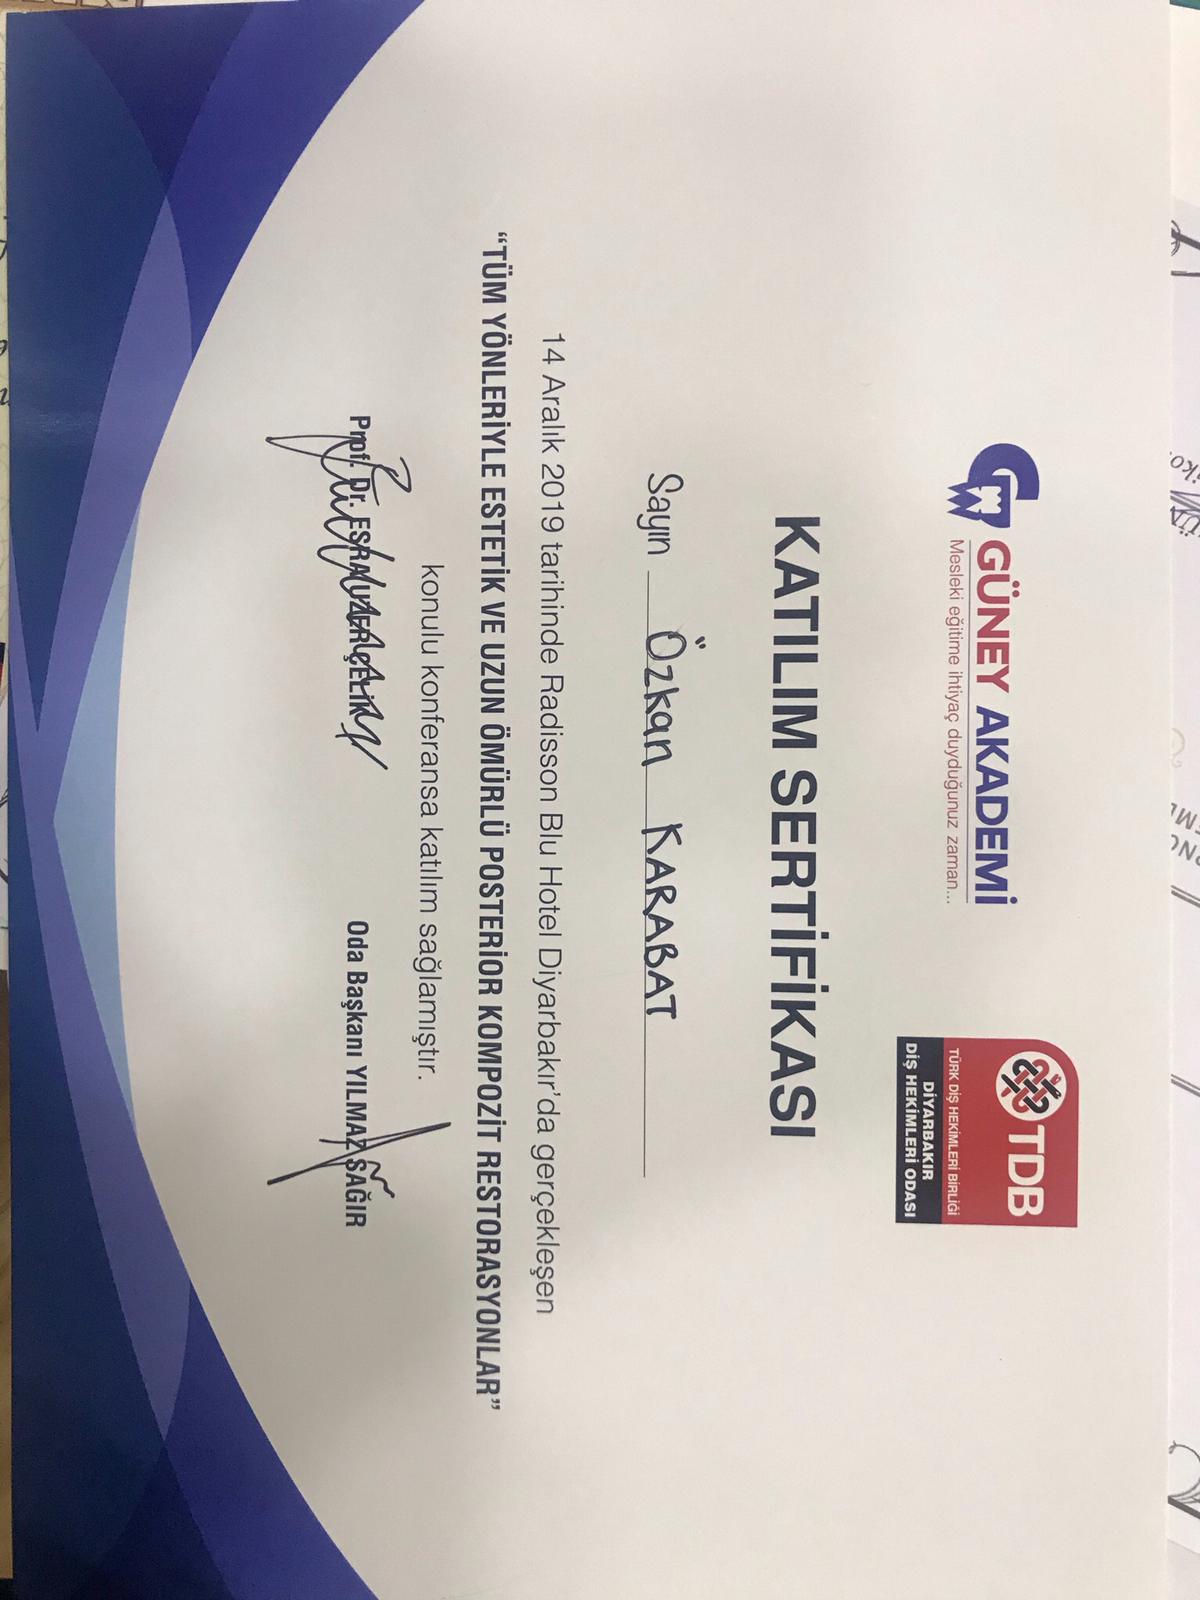 GÜNEY AKADEMİ
Mesleki eğitime ihtiyaç duyduğunuz zaman...
TDB
TÜRK DİŞ HEKİMLERİ BİRLİĞİ
DİYARBAKIR
DİŞ HEKİMLERİ ODASI
KATILIM SERTİFİKASI
Sayın Özkan KARABAT
14 Aralık 2019 tarihinde Radisson Blu Hotel Diyarbakır'da gerçekleşen
“TÜM YÖNLERİYLE ESTETİK VE UZUN ÖMÜRLÜ POSTERİOR KOMPOZİT RESTORASYONLAR”
konulu konferansa katılım sağlamıştır.
Prof. Dr. ESRA UZER ÇELİK
Oda Başkanı YILMAZ SAĞIR